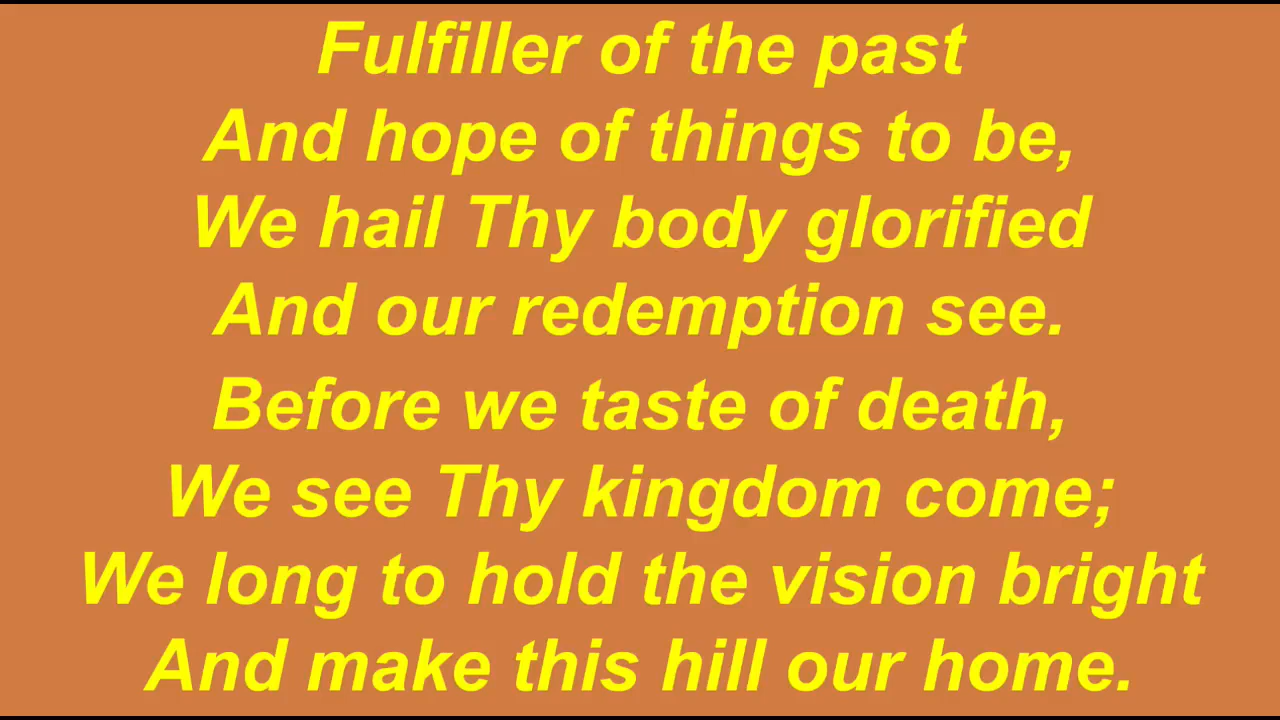 Fulfiller of the past
And hope of things to be,
We hail Thy body glorified
And our redemption see.
Before we taste of death,
We see Thy kingdom come;
We long to hold the vision bright
And make this hill our home.